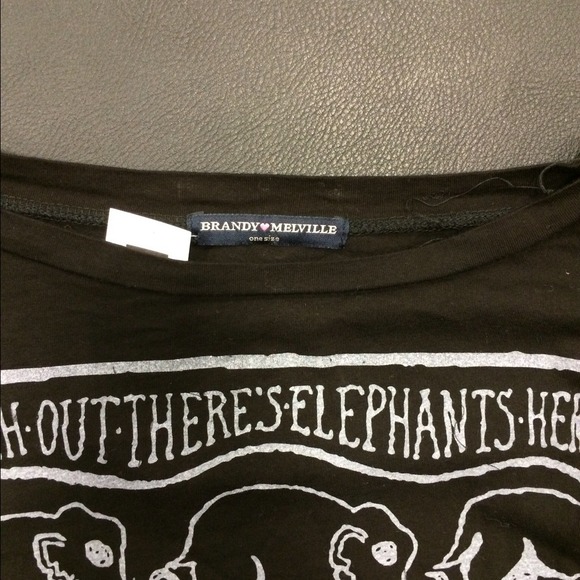 BRANDY MELVILLE
one size
H·OUT·THERE'S·ELEPHANTS·HER